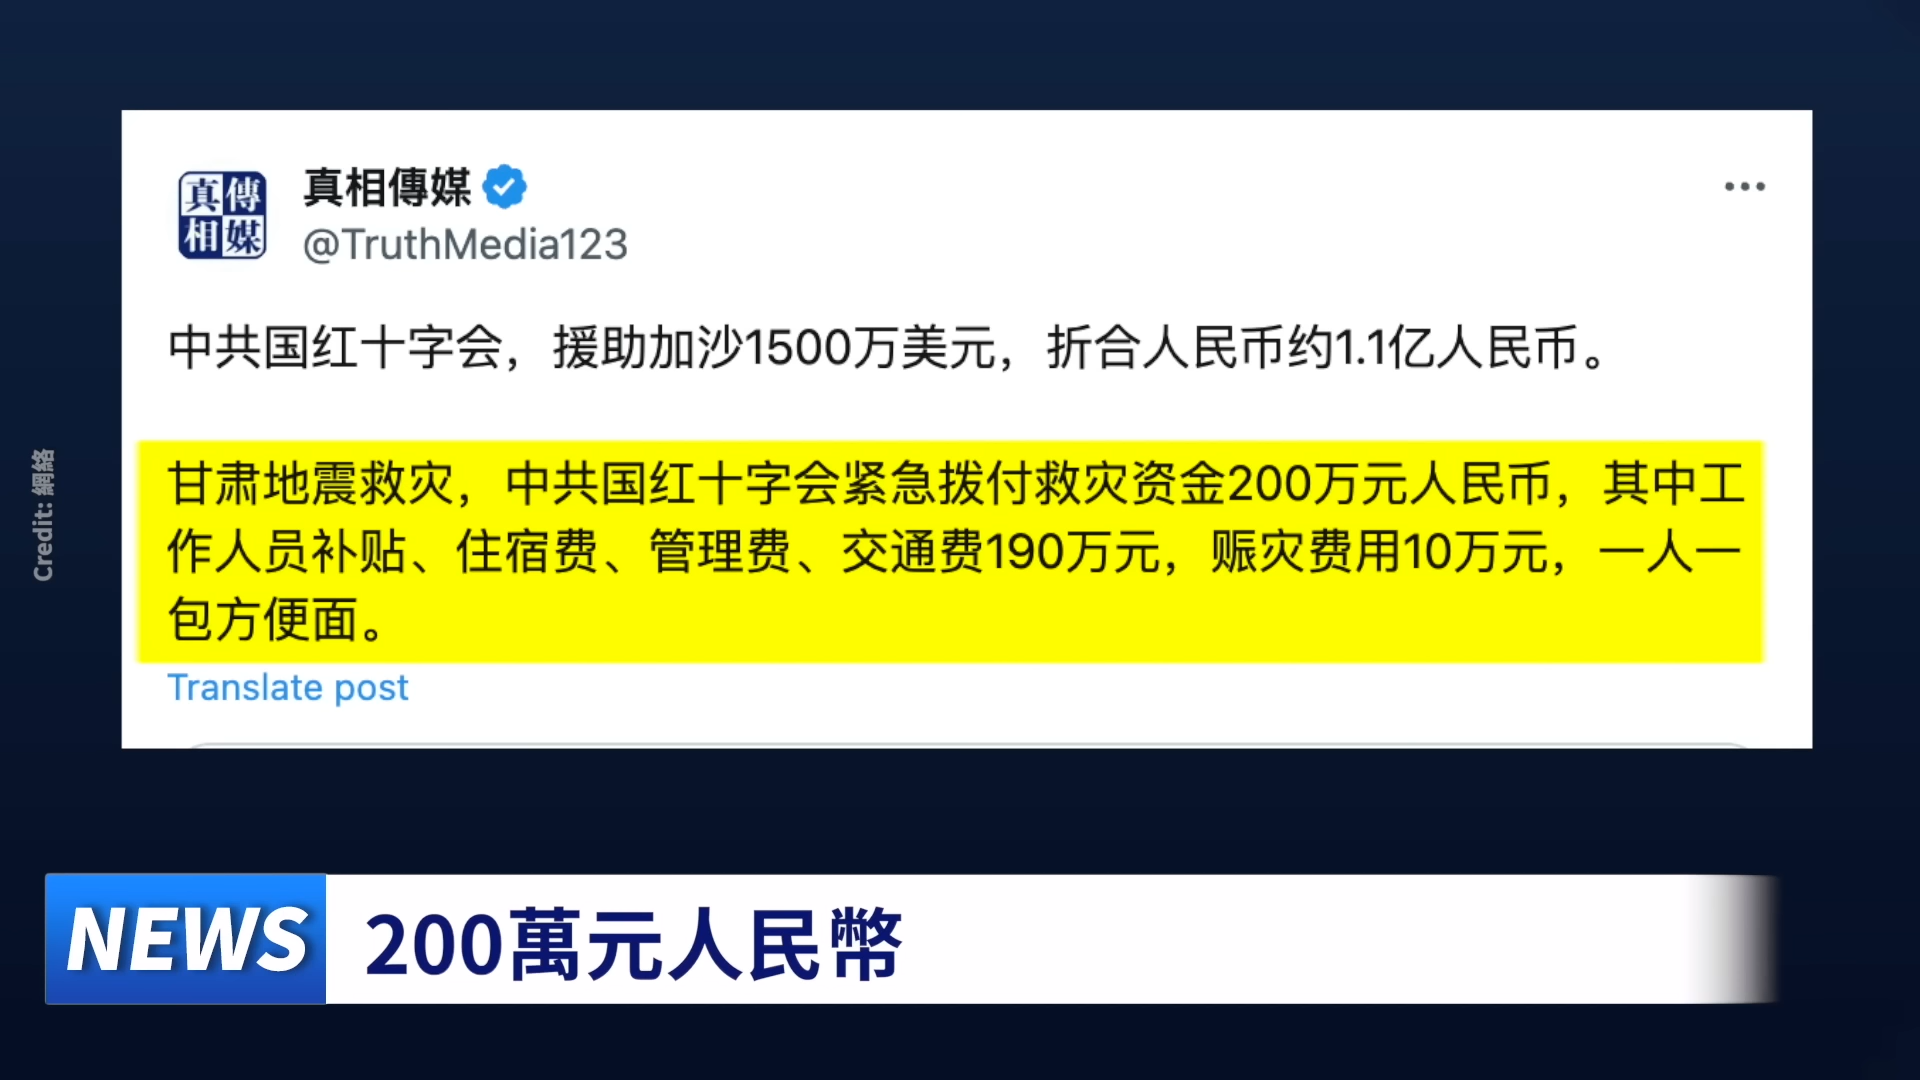 真傳
相媒
真相傳媒
@TruthMedia123
中共国红十字会，援助加沙1500万美元，折合人民币约1.1亿人民币。
甘肃地震救灾，中共国红十字会紧急拨付救灾资金200万元人民币，其中工
作人员补贴、住宿费、管理费、交通费190万元，赈灾费用10万元，一人一
包方便面。
Translate post
Credit: 網絡
NEWS
200萬元人民幣